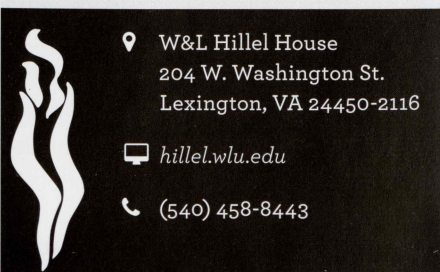 W&L Hillel House
204 W. Washington St.
Lexington, VA 24450-2116
hillel.wlu.edu
(540) 458-8443